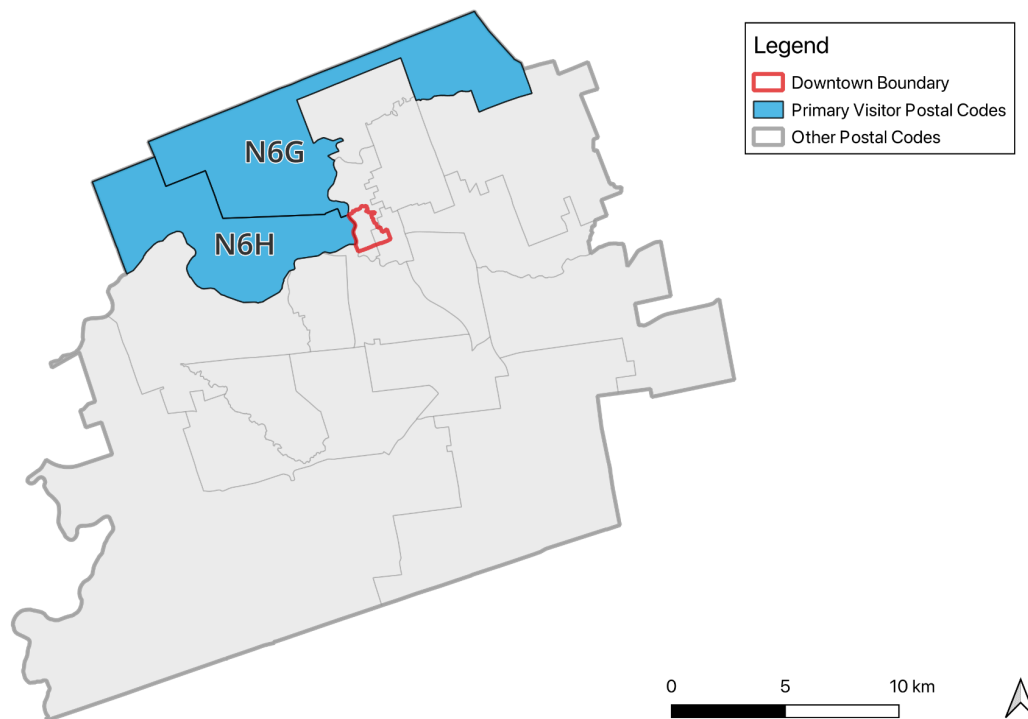 Legend
Downtown Boundary
Primary Visitor Postal Codes
Other Postal Codes
N6G
N6H
0 5 10 km